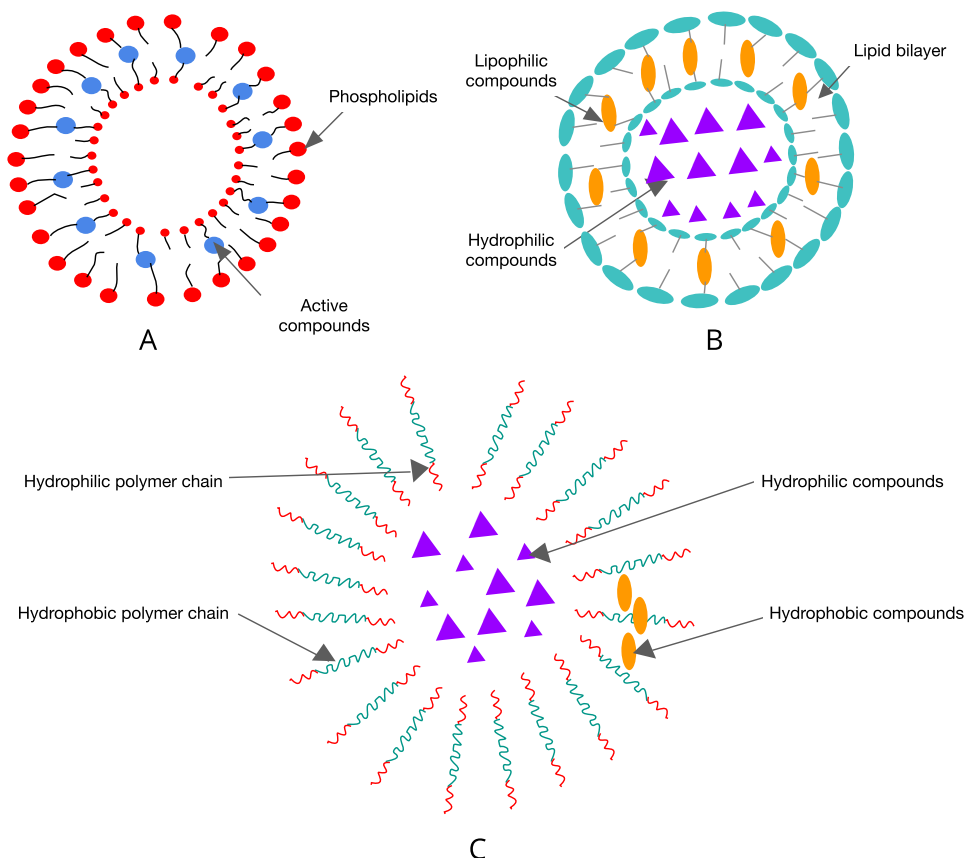 Phospholipids
Active
compounds
A
Lipophilic
compounds
Lipid bilayer
Hydrophilic
compounds
B
Hydrophilic polymer chain
Hydrophilic compounds
Hydrophobic polymer chain
Hydrophobic compounds
C